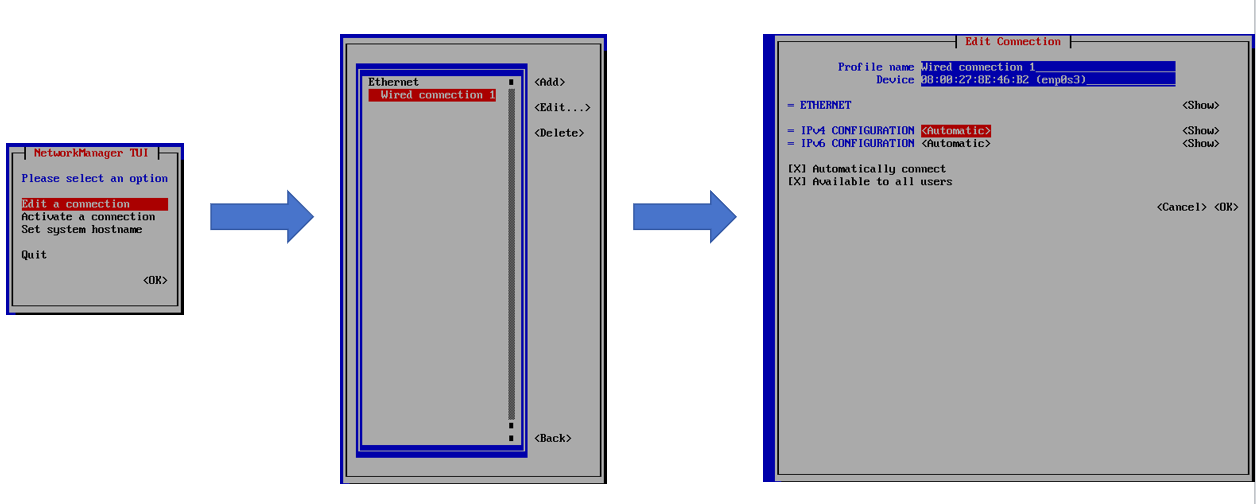 NetworkManager TUI
Please select an option
Edit a connection
Activate a connection
Set system hostname
Quit
<OK>
Ethernet
Wired connection 1
<Add>
<Edit...>
<Delete>
<Back>
Edit Connection
Profile name Wired connection 1
Device 08:00:27:8E:46:B2 (enp0s3)
= ETHERNET <Show>
= IPv4 CONFIGURATION <Automatic> <Show>
= IPv6 CONFIGURATION <Automatic> <Show>
[X] Automatically connect
[X] Available to all users
<Cancel> <OK>